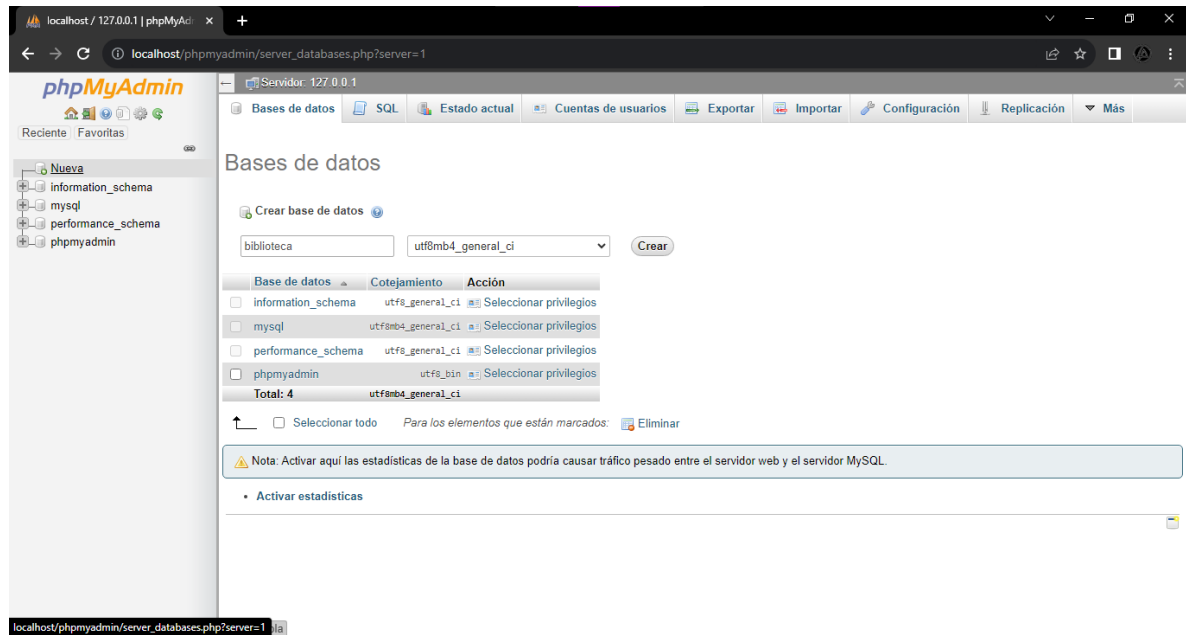 localhost / 127.0.0.1 | phpMyAd
localhost/phpmyadmin/server_databases.php?server=1
phpMyAdmin
Reciente Favoritas
Nueva
information_schema
mysql
performance_schema
phpmyadmin
Servidor: 127.0.0.1
Bases de datos SQL Estado actual Cuentas de usuarios Exportar Importar Configuración Replicación Más
Bases de datos
Crear base de datos
biblioteca utf8mb4_general_ci Crear
Base de datos Cotejamiento Acción
information_schema utf8_general_ci Seleccionar privilegios
mysql utf8mb4_general_ci Seleccionar privilegios
performance_schema utf8_general_ci Seleccionar privilegios
phpmyadmin utf8_bin Seleccionar privilegios
Total: 4 utf8mb4_general_ci
Seleccionar todo Para los elementos que están marcados: Eliminar
Nota: Activar aquí las estadísticas de la base de datos podría causar tráfico pesado entre el servidor web y el servidor MySQL.
• Activar estadísticas
localhost/phpmyadmin/server_databases.php?server=1